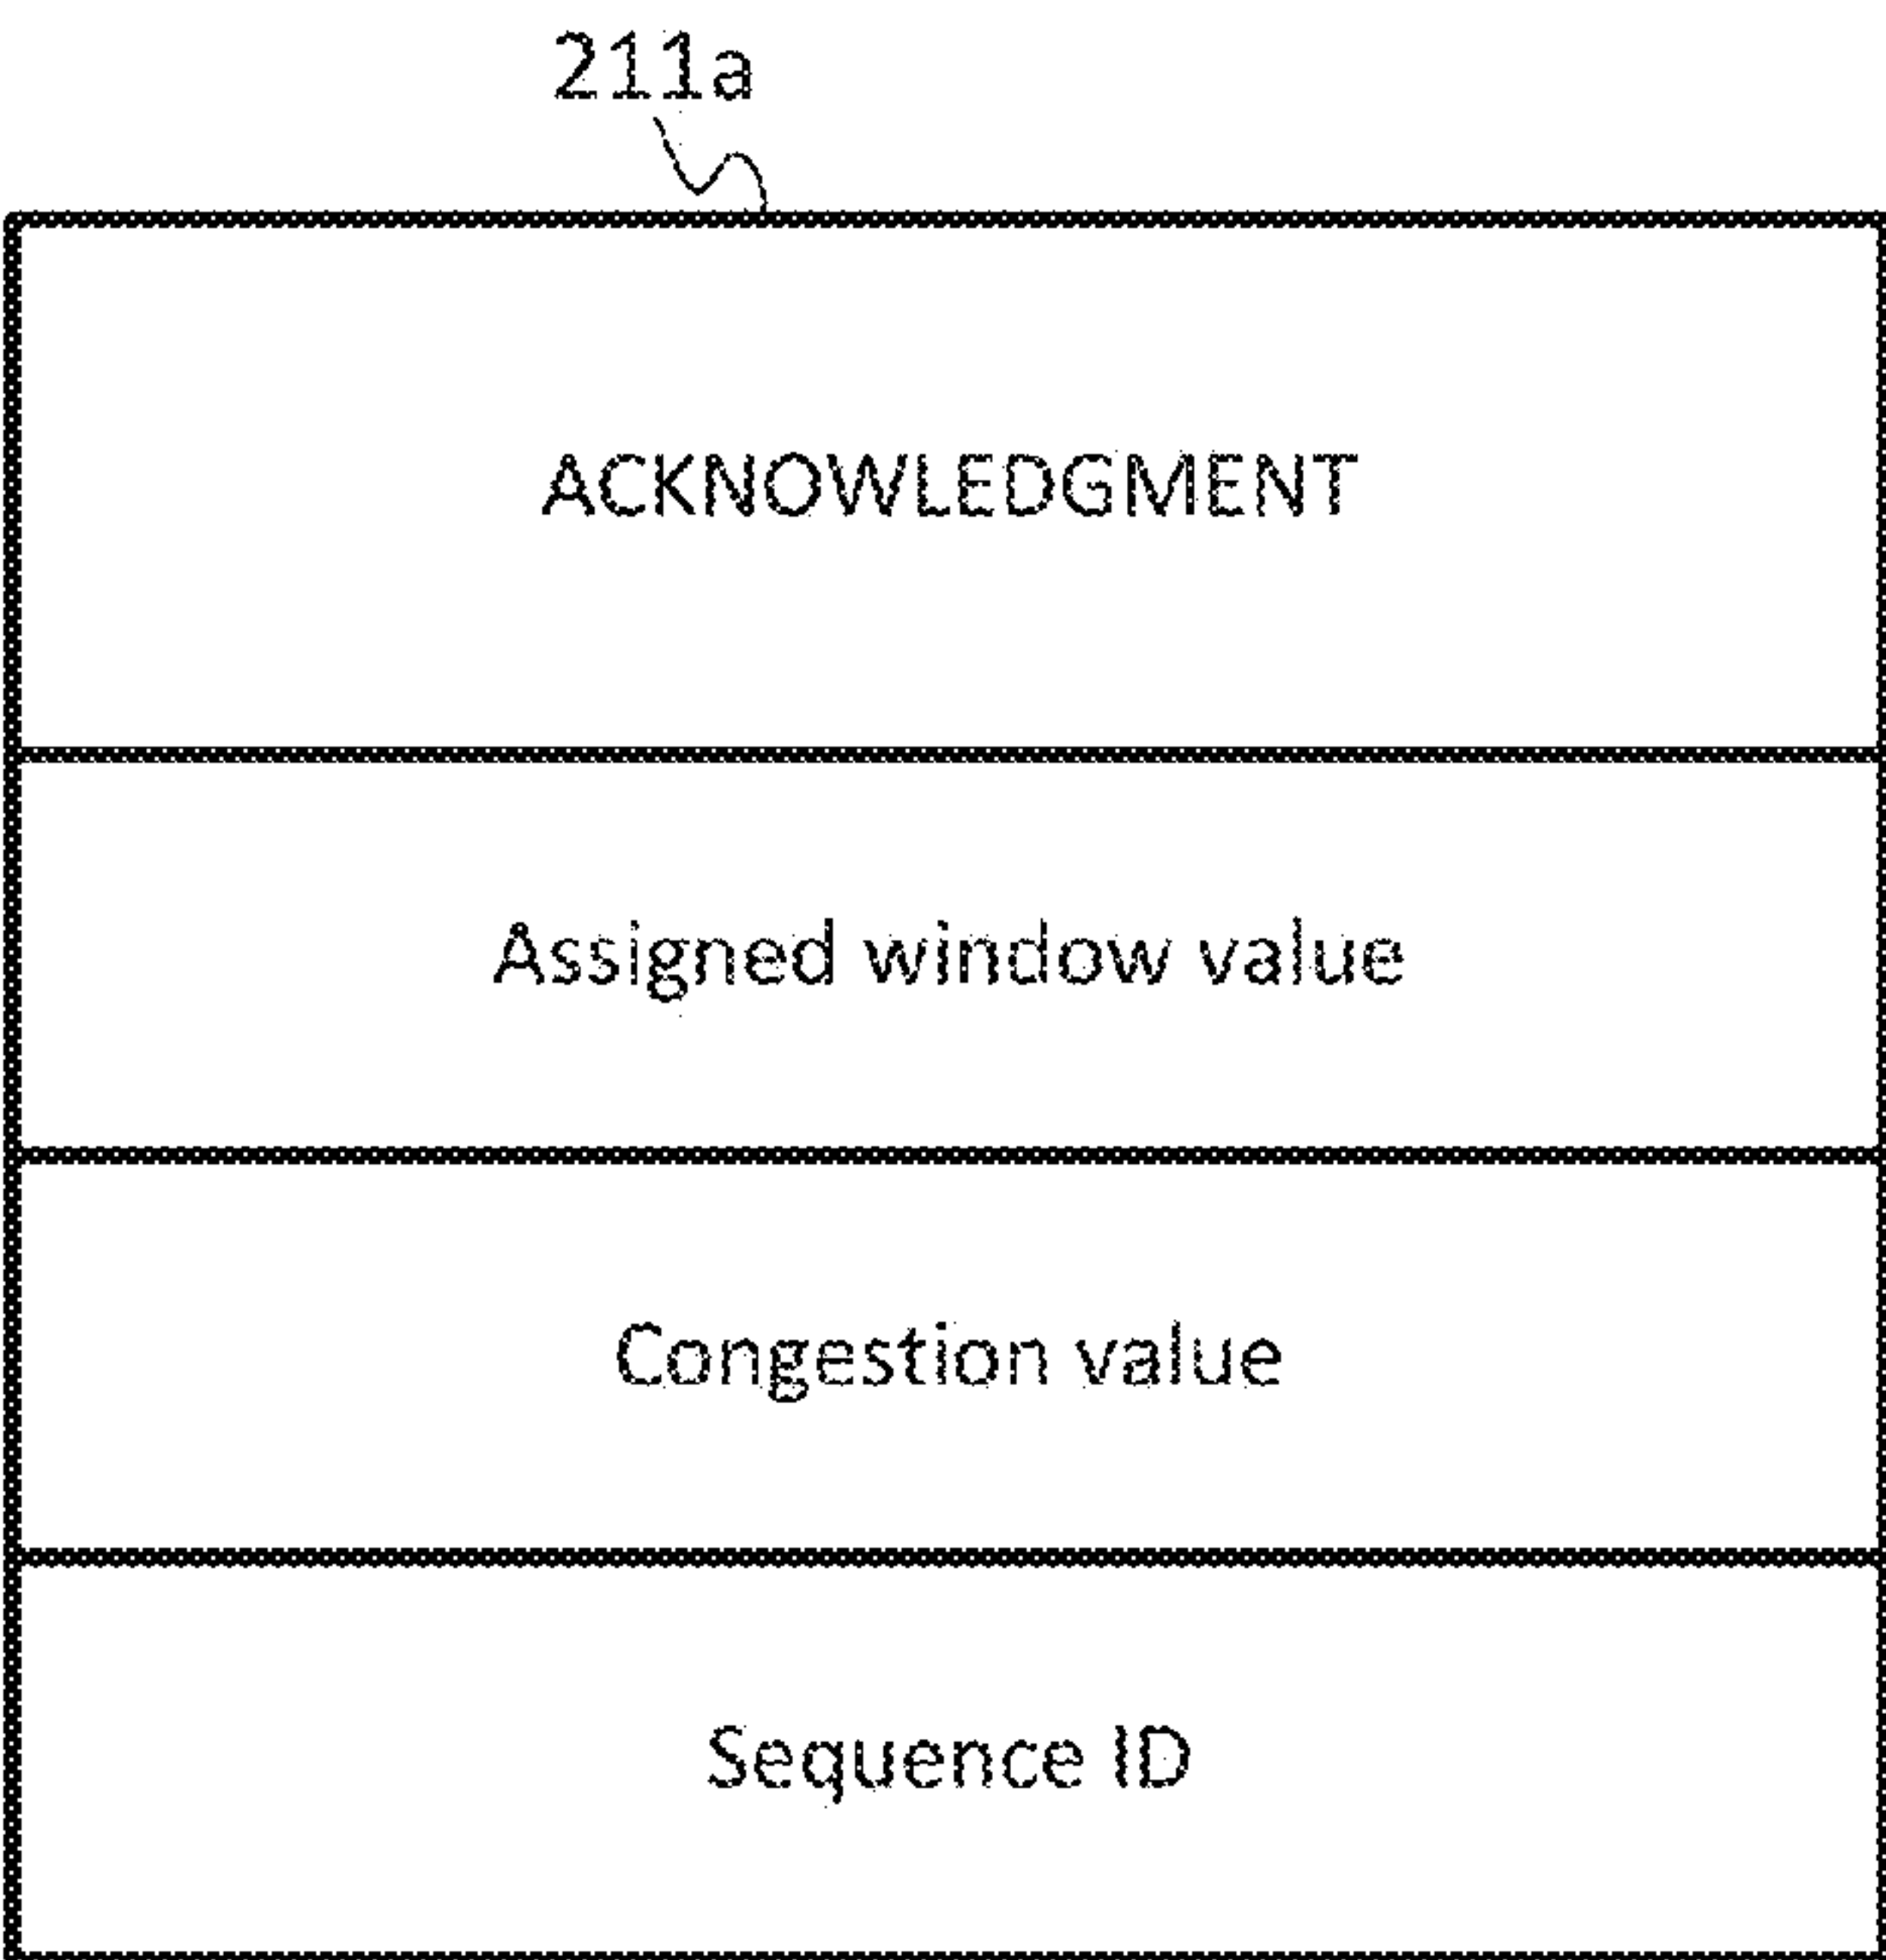 211a
ACKNOWLEDGMENT
Assigned window value
Congestion value
Sequence ID